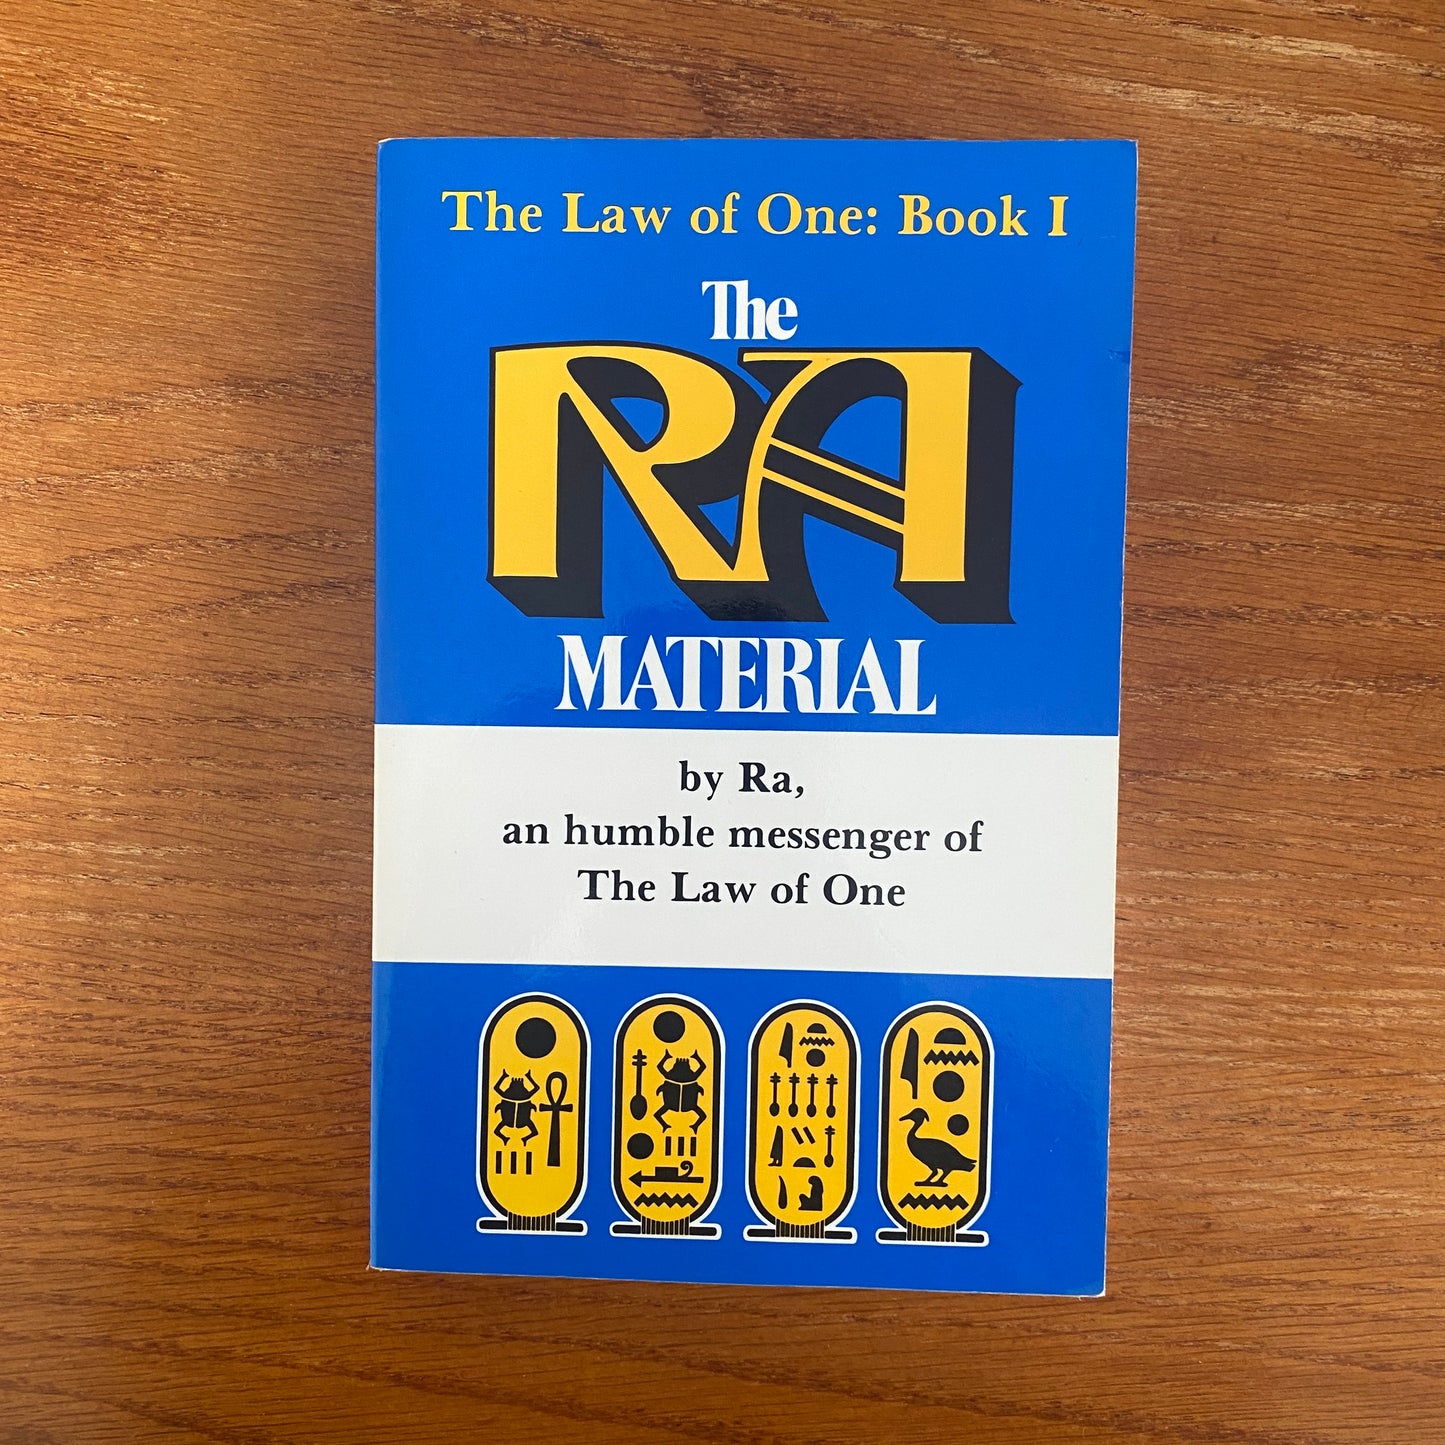 The Law of One: Book I
The
RA
MATERIAL
by Ra,
an humble messenger of
The Law of One